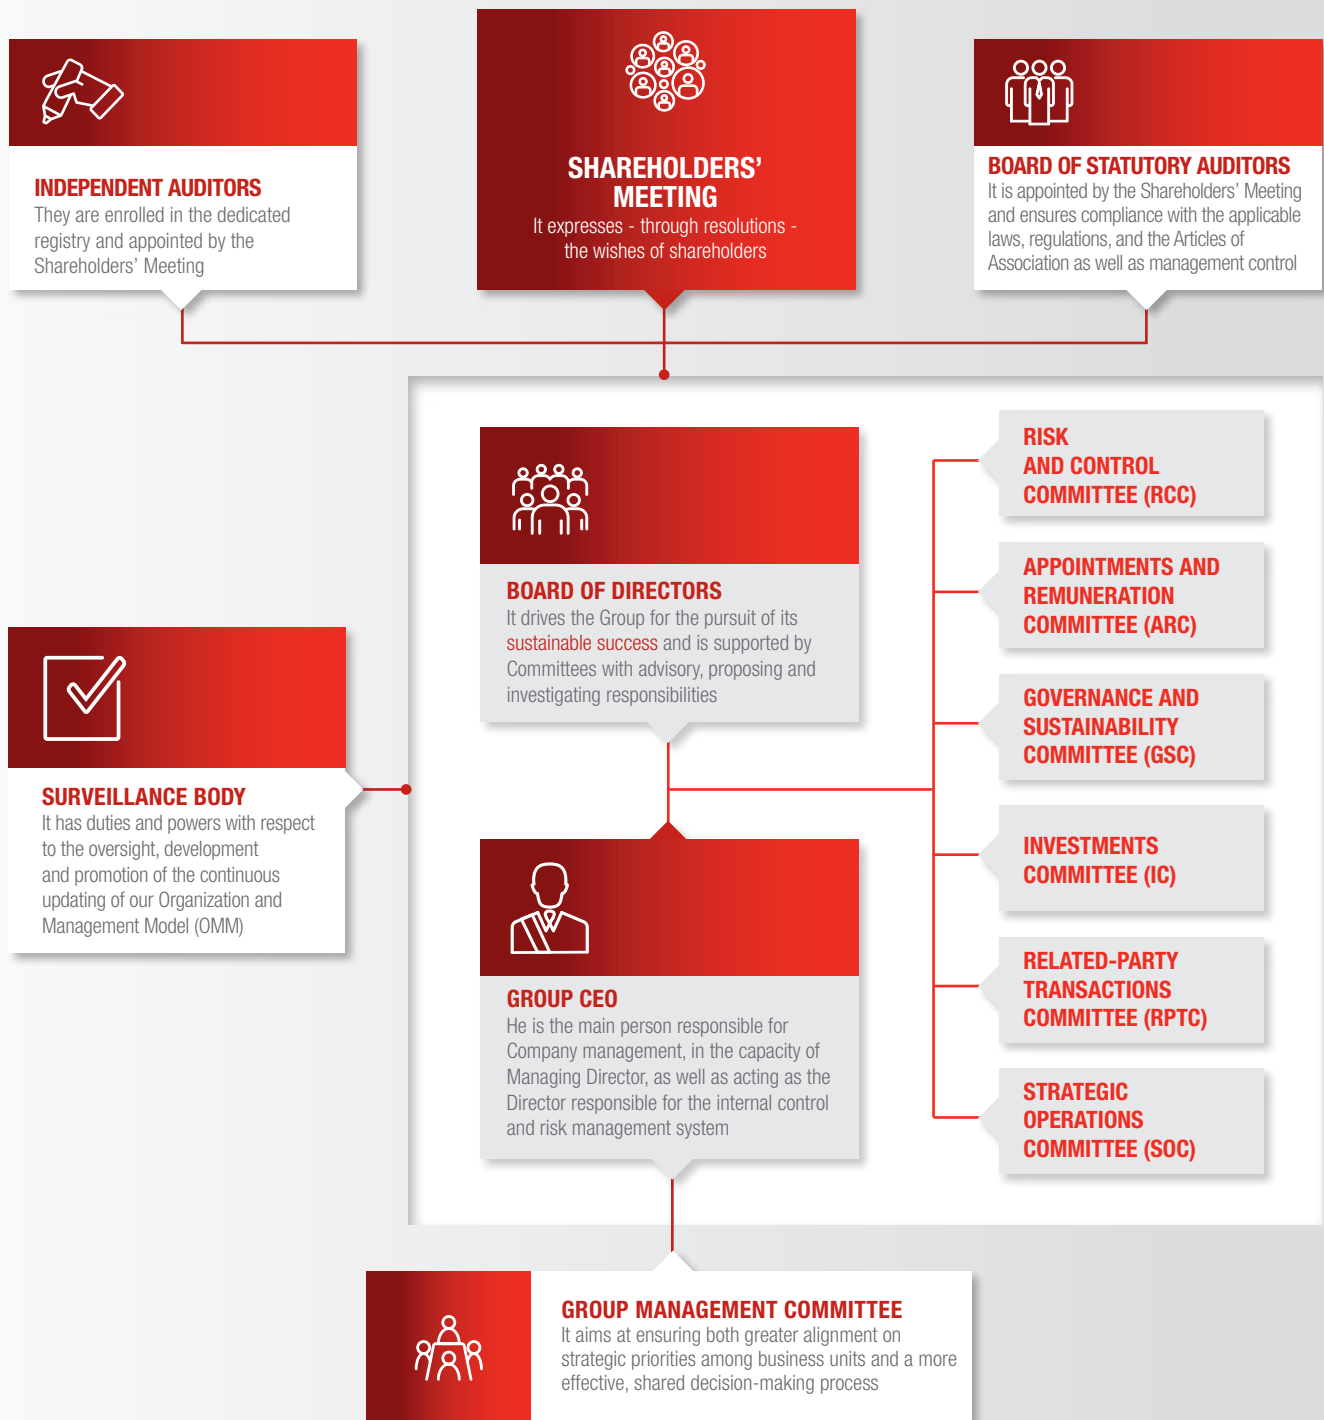 INDEPENDENT AUDITORS
They are enrolled in the dedicated
registry and appointed by the
Shareholders' Meeting
SHAREHOLDERS'
MEETING
It expresses - through resolutions -
the wishes of shareholders
BOARD OF STATUTORY AUDITORS
It is appointed by the Shareholders' Meeting
and ensures compliance with the applicable
laws, regulations, and the Articles of
Association as well as management control
BOARD OF DIRECTORS
It drives the Group for the pursuit of its
sustainable success and is supported by
Committees with advisory, proposing and
investigating responsibilities
RISK
AND CONTROL
COMMITTEE (RCC)
APPOINTMENTS AND
REMUNERATION
COMMITTEE (ARC)
GOVERNANCE AND
SUSTAINABILITY
COMMITTEE (GSC)
INVESTMENTS
COMMITTEE (IC)
RELATED-PARTY
TRANSACTIONS
COMMITTEE (RPTC)
STRATEGIC
OPERATIONS
COMMITTEE (SOC)
SURVEILLANCE BODY
It has duties and powers with respect
to the oversight, development
and promotion of the continuous
updating of our Organization and
Management Model (OMM)
GROUP CEO
He is the main person responsible for
Company management, in the capacity of
Managing Director, as well as acting as the
Director responsible for the internal control
and risk management system
GROUP MANAGEMENT COMMITTEE
It aims at ensuring both greater alignment on
strategic priorities among business units and a more
effective, shared decision-making process